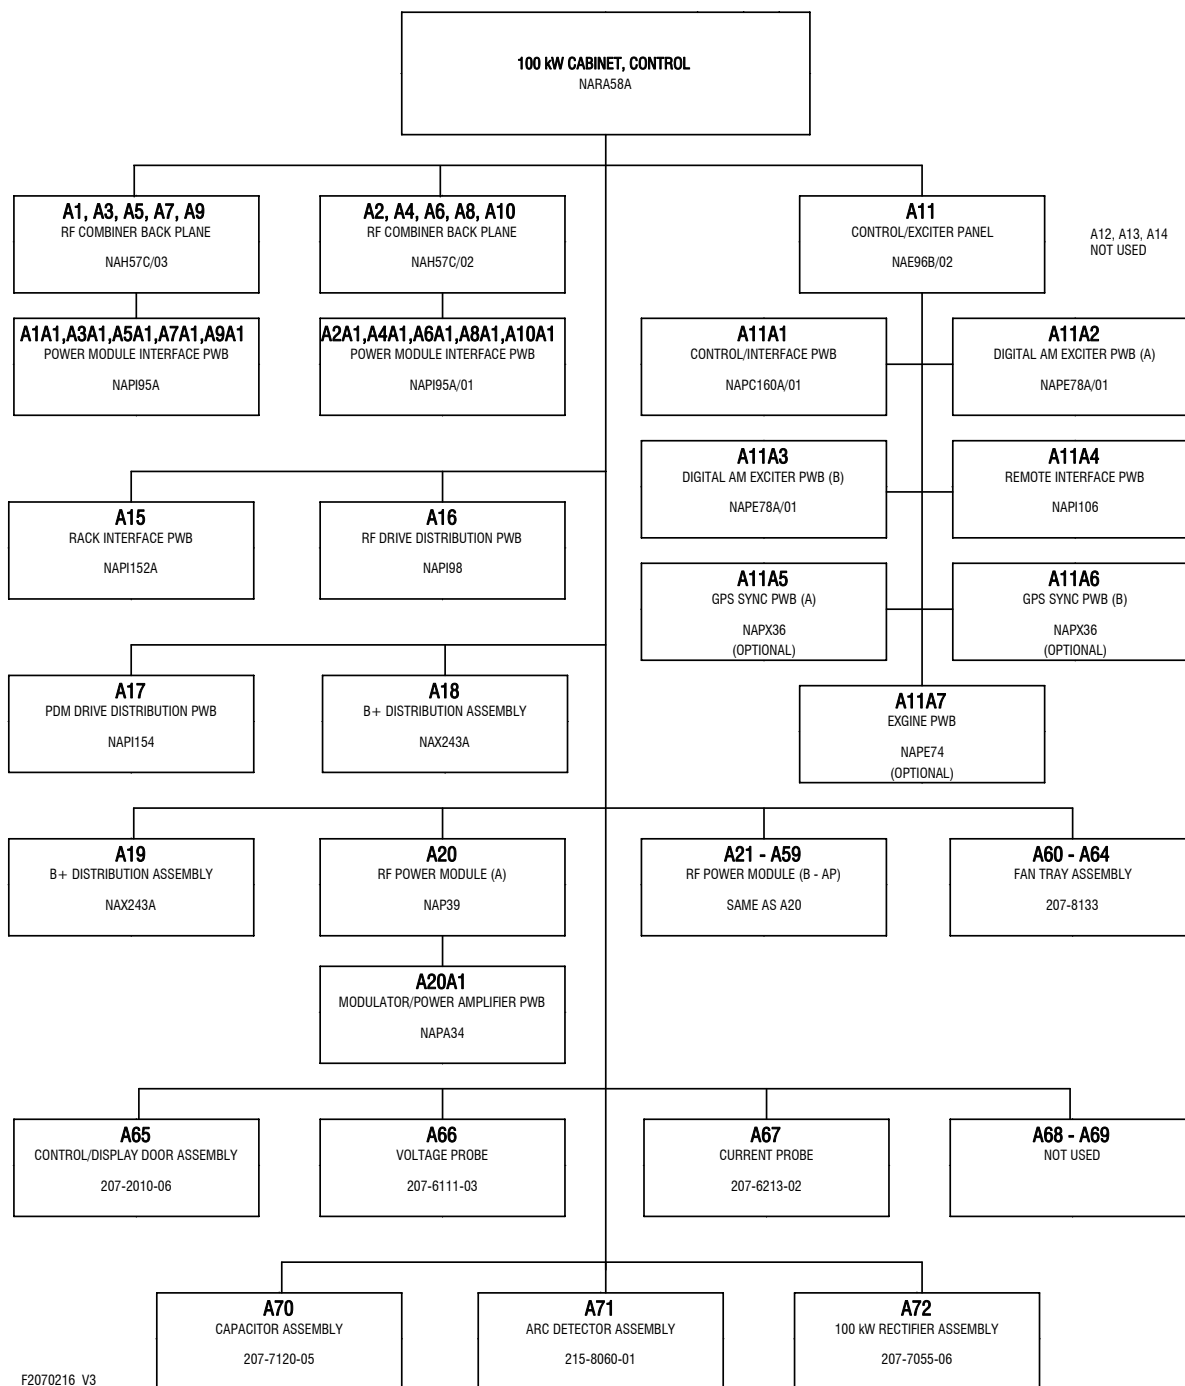 100 kW CABINET, CONTROL
NARA58A
A1, A3, A5, A7, A9
RF COMBINER BACK PLANE
NAH57C/03
A2, A4, A6, A8, A10
RF COMBINER BACK PLANE
NAH57C/02
A11
CONTROL/EXCITER PANEL
NAE96B/02
A12, A13, A14
NOT USED
A1A1,A3A1,A5A1,A7A1,A9A1
POWER MODULE INTERFACE PWB
NAPI95A
A2A1,A4A1,A6A1,A8A1,A10A1
POWER MODULE INTERFACE PWB
NAPI95A/01
A11A1
CONTROL/INTERFACE PWB
NAPC160A/01
A11A2
DIGITAL AM EXCITER PWB (A)
NAPE78A/01
A11A3
DIGITAL AM EXCITER PWB (B)
NAPE78A/01
A11A4
REMOTE INTERFACE PWB
NAPI106
A15
RACK INTERFACE PWB
NAPI152A
A16
RF DRIVE DISTRIBUTION PWB
NAPI98
A11A5
GPS SYNC PWB (A)
NAPX36
(OPTIONAL)
A11A6
GPS SYNC PWB (B)
NAPX36
(OPTIONAL)
A17
PDM DRIVE DISTRIBUTION PWB
NAPI154
A18
B+ DISTRIBUTION ASSEMBLY
NAX243A
A11A7
EXGINE PWB
NAPE74
(OPTIONAL)
A19
B+ DISTRIBUTION ASSEMBLY
NAX243A
A20
RF POWER MODULE (A)
NAP39
A21 - A59
RF POWER MODULE (B - AP)
SAME AS A20
A60 - A64
FAN TRAY ASSEMBLY
207-8133
A20A1
MODULATOR/POWER AMPLIFIER PWB
NAPA34
A65
CONTROL/DISPLAY DOOR ASSEMBLY
207-2010-06
A66
VOLTAGE PROBE
207-6111-03
A67
CURRENT PROBE
207-6213-02
A68 - A69
NOT USED
A70
CAPACITOR ASSEMBLY
207-7120-05
A71
ARC DETECTOR ASSEMBLY
215-8060-01
A72
100 kW RECTIFIER ASSEMBLY
207-7055-06
F2070216 V3